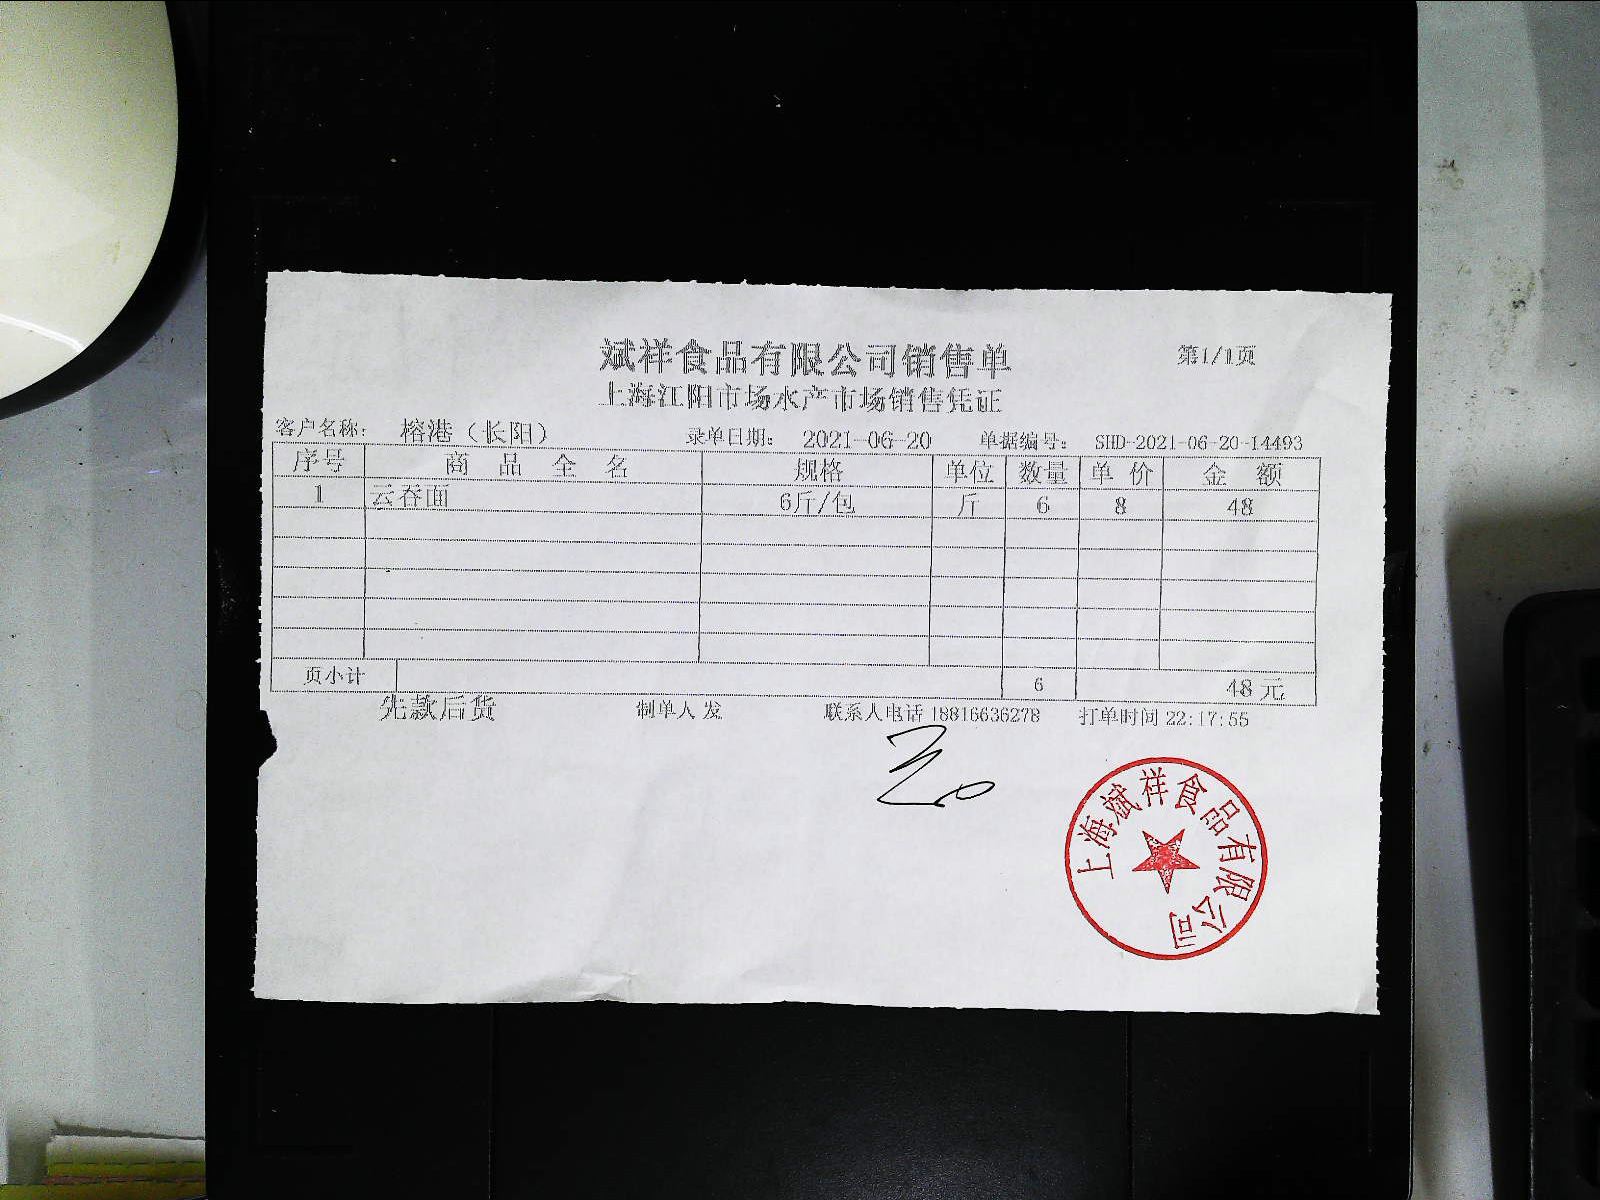 斌祥食品有限公司销售单 第1/1页
上海江阳市场水产市场销售凭证
客户名称: 榕港(长阳) 录单日期: 2021-06-20 单据编号: SHD-2021-06-20-14493
序号 商品全名 规格 单位 数量 单价 金额
1 云吞面 6斤/包 斤 6 8 48
页小计 6 48元
先款后货 制单人 发 联系人电话 18816636278 打单时间 22:17:55
上海斌祥食品有限公司